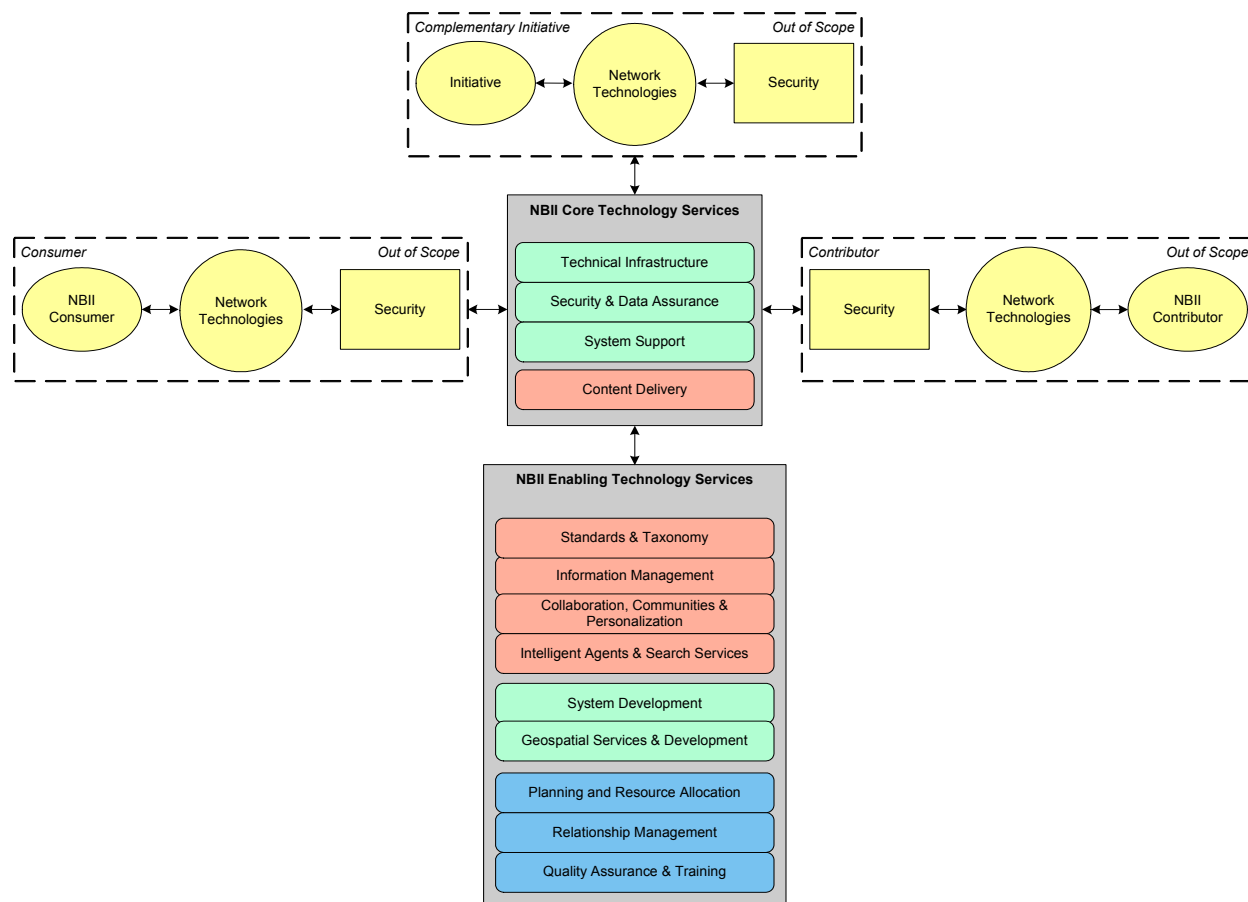 Complementary Initiative
Out of Scope
Initiative
Network
Technologies
Security
NBII Core Technology Services
Technical Infrastructure
Security & Data Assurance
System Support
Content Delivery
Consumer
Out of Scope
NBII
Consumer
Network
Technologies
Security
Contributor
Out of Scope
Security
Network
Technologies
NBII
Contributor
NBII Enabling Technology Services
Standards & Taxonomy
Information Management
Collaboration, Communities &
Personalization
Intelligent Agents & Search Services
System Development
Geospatial Services & Development
Planning and Resource Allocation
Relationship Management
Quality Assurance & Training